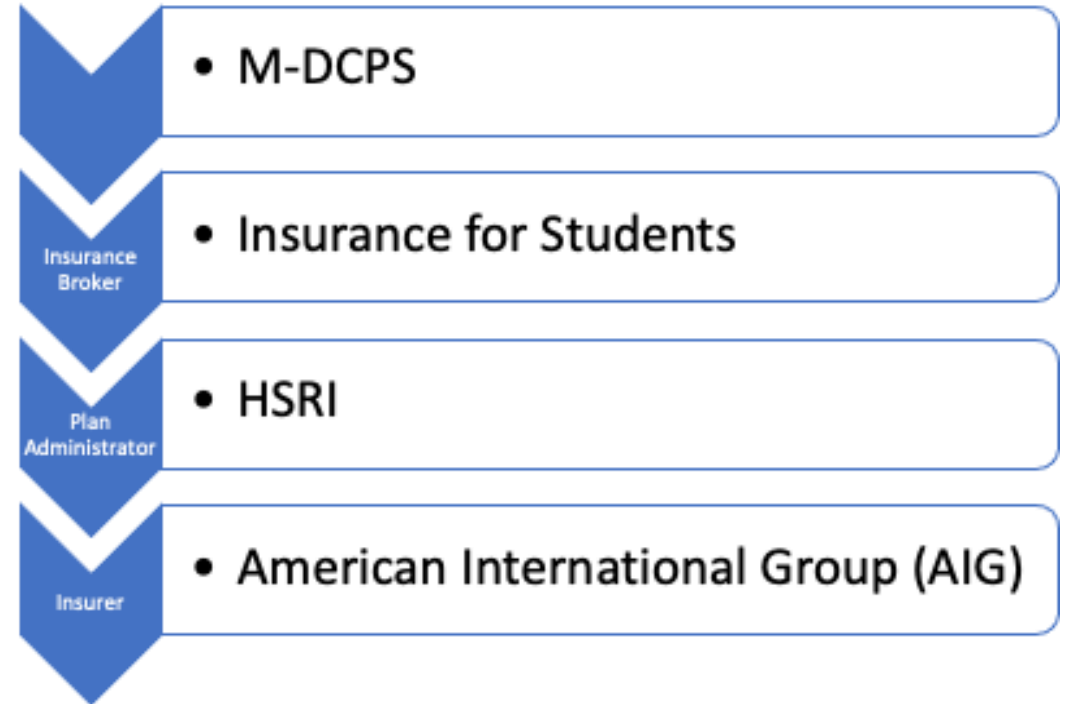 • M-DCPS
Insurance
Broker
• Insurance for Students
Plan
Administrator
• HSRI
Insurer
• American International Group (AIG)